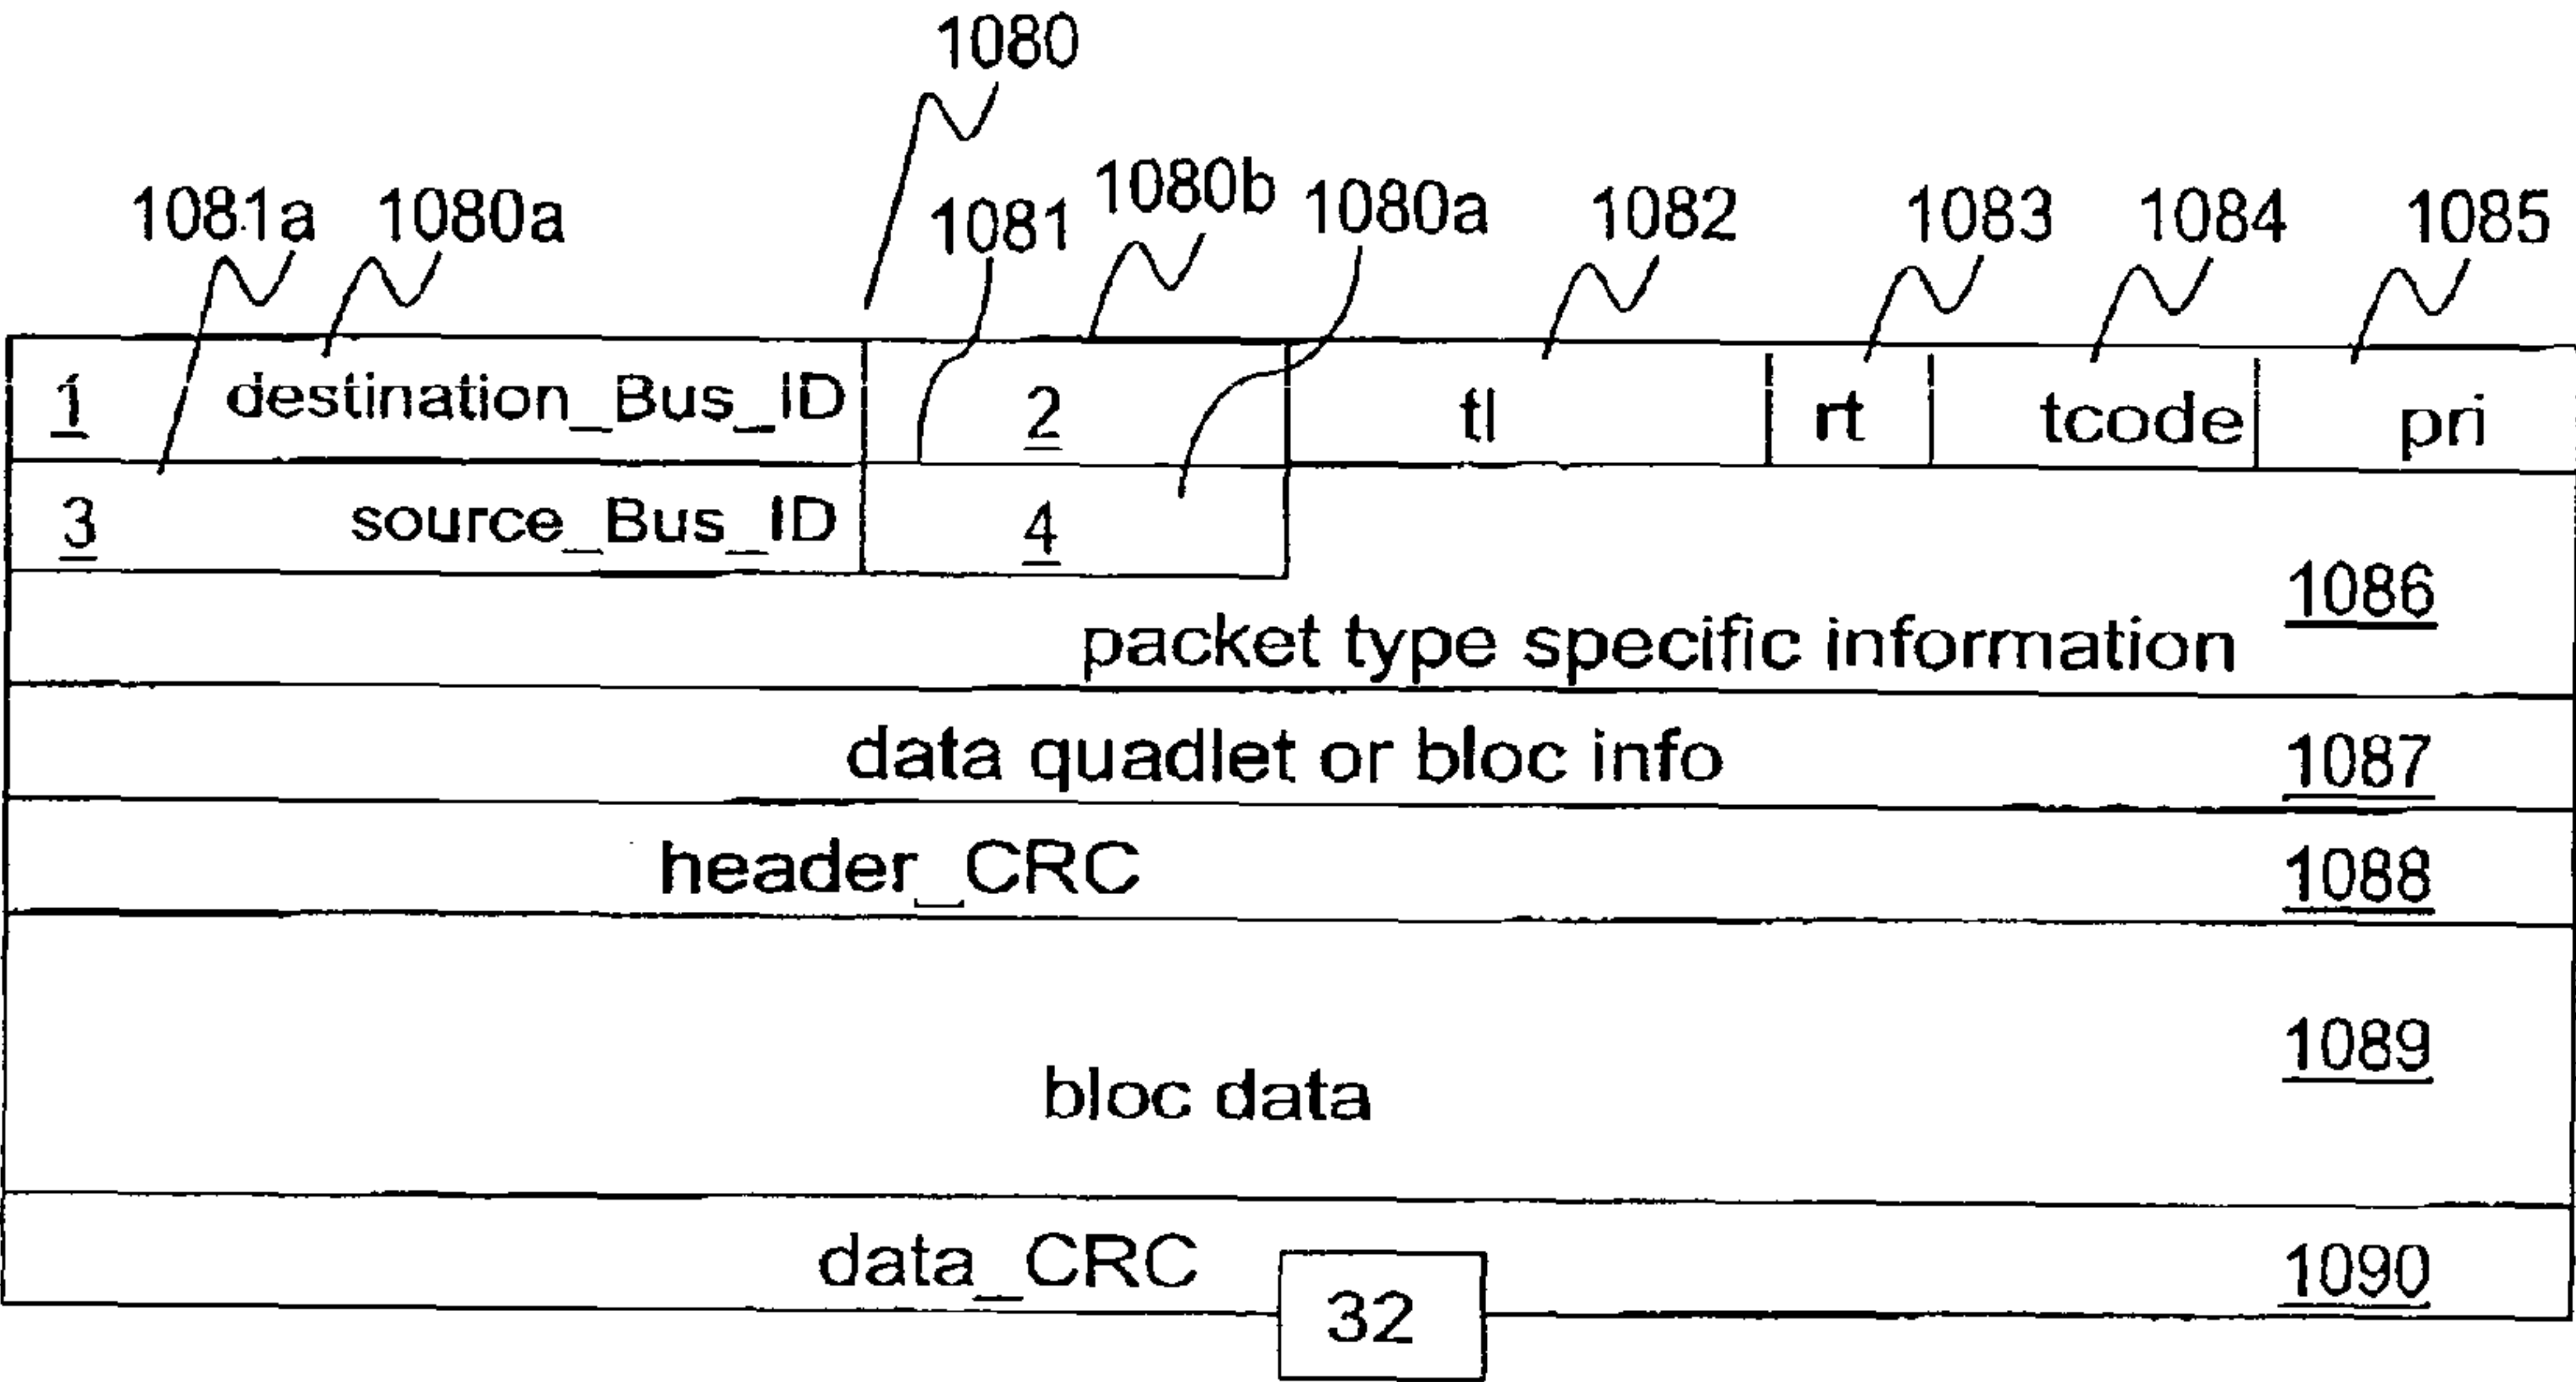 1080
1081a 1080a 1081 1080b 1080a 1082 1083 1084 1085
1 destination_Bus_ID 2 tl rt tcode pri
3 source_Bus_ID 4
1086
packet type specific information
data quadlet or bloc info 1087
header_CRC 1088
1089
bloc data
data_CRC 1090
32